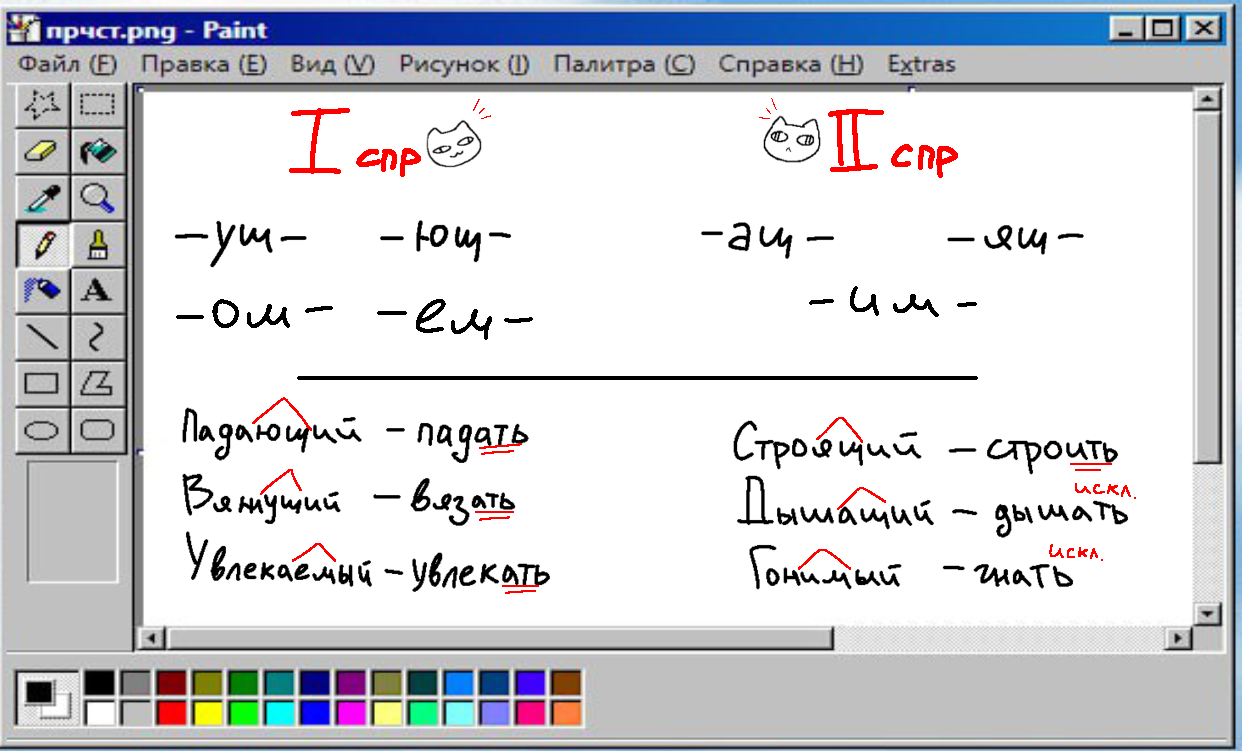 прчст.png - Paint
Файл (F) Правка (E) Вид (V) Рисунок (I) Палитра (C) Справка (H) Extras
A
I спр II спр
-ущ- -ющ- -ащ- -ящ-
-ом- -ем- -им-
Падающий - падать
Строящий - строить
Вяжущий - вязать
искл.
Дышащий - дышать
Увлекаемый - увлекать
искл.
Гонимый - гнать